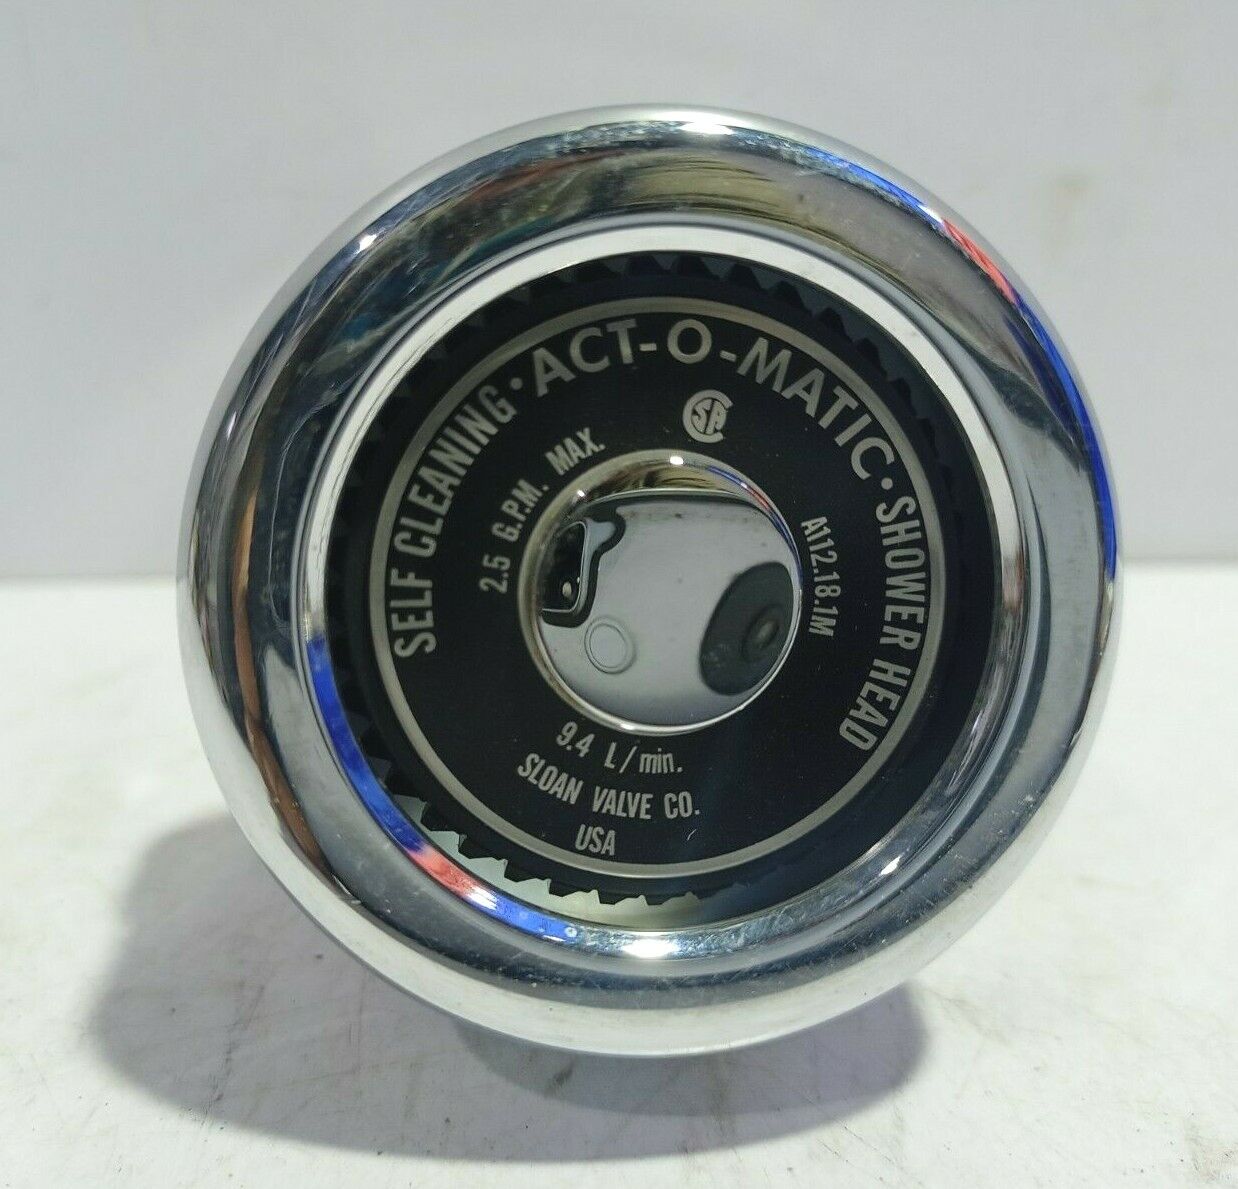 SELF CLEANING • ACT-O-MATIC • SHOWER HEAD
CSA
2.5 G.P.M. MAX.
A112.18.1M
9.4 L/min.
SLOAN VALVE CO.
USA